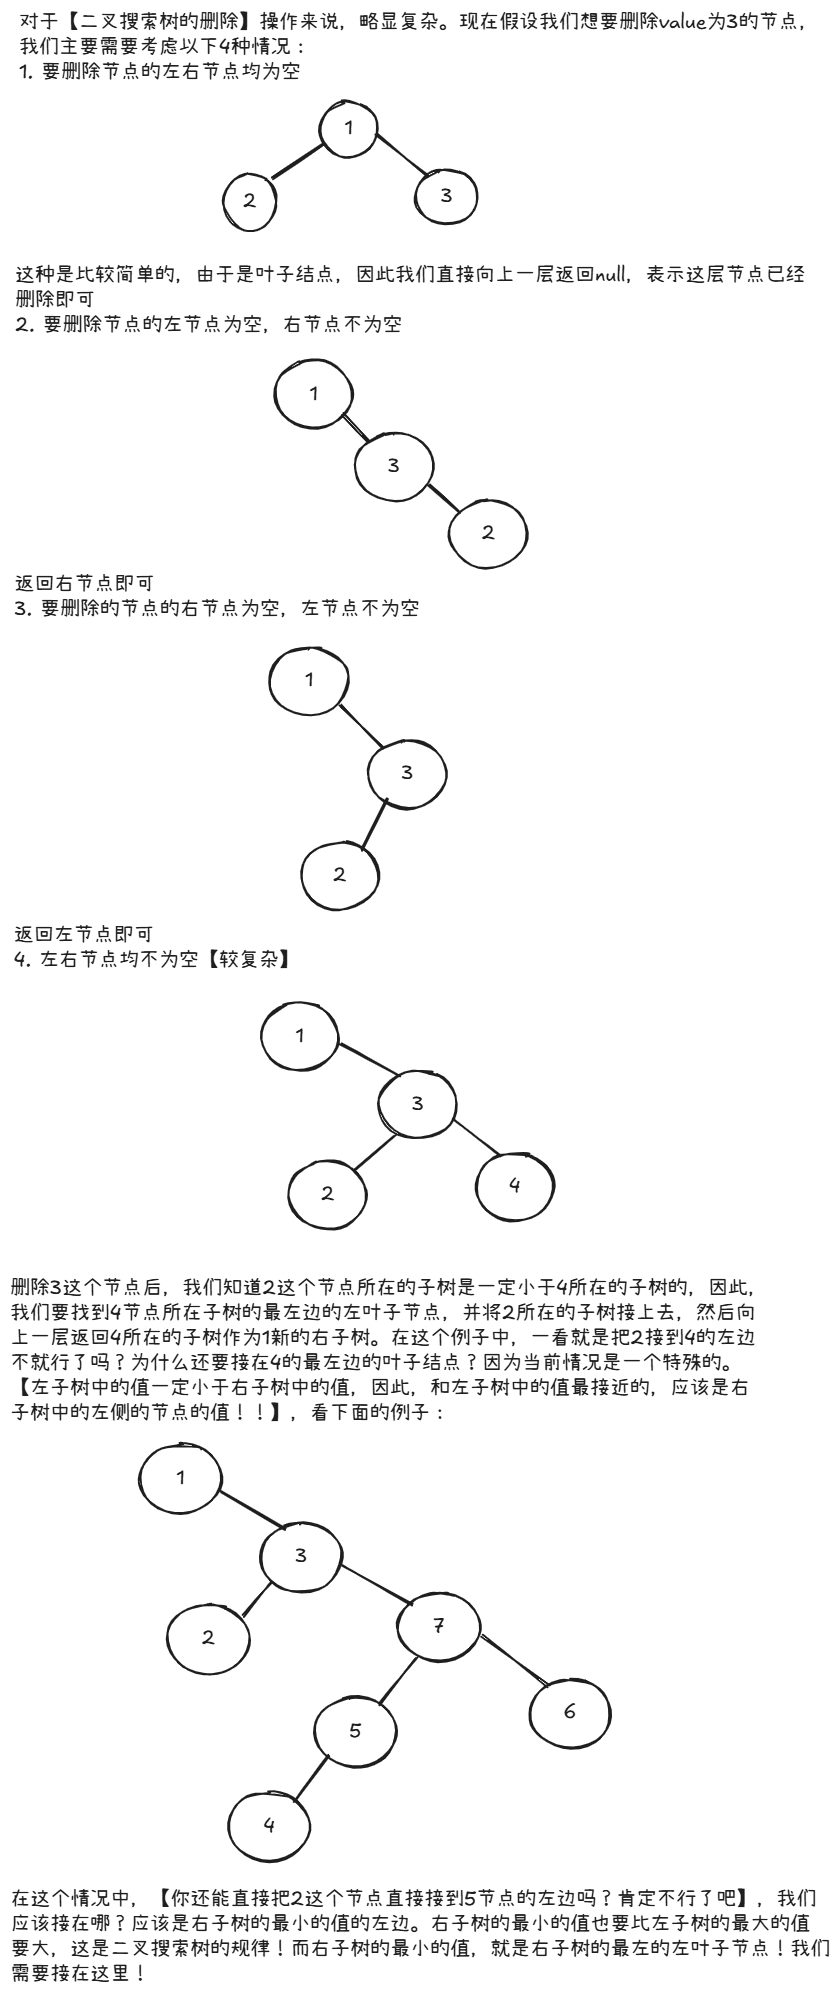 对于【二叉搜索树的删除】操作来说，略显复杂。现在假设我们想要删除value为3的节点，
我们主要需要考虑以下4种情况：
1. 要删除节点的左右节点均为空
1
2
3
这种是比较简单的，由于是叶子结点，因此我们直接向上一层返回null，表示这层节点已经
删除即可
2. 要删除节点的左节点为空，右节点不为空
1
3
2
返回右节点即可
3. 要删除的节点的右节点为空，左节点不为空
1
3
2
返回左节点即可
4. 左右节点均不为空【较复杂】
1
3
2
4
删除3这个节点后，我们知道2这个节点所在的子树是一定小于4所在的子树的，因此，
我们要找到4节点所在子树的最左边的左叶子节点，并将2所在的子树接上去，然后向
上一层返回4所在的子树作为1新的右子树。在这个例子中，一看就是把2接到4的左边
不就行了吗？为什么还要接在4的最左边的叶子结点？因为当前情况是一个特殊的。
【左子树中的值一定小于右子树中的值，因此，和左子树中的值最接近的，应该是右
子树中的左侧的节点的值！！】，看下面的例子：
1
3
2
7
5
6
4
在这个情况中，【你还能直接把2这个节点直接接到5节点的左边吗？肯定不行了吧】，我们
应该接在哪？应该是右子树的最小的值的左边。右子树的最小的值也要比左子树的最大的值
要大，这是二叉搜索树的规律！而右子树的最小的值，就是右子树的最左的左叶子节点！我们
需要接在这里！